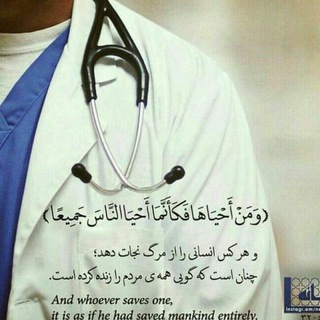 ﴿وَمَنْ أَحْيَاهَا فَكَأَنَّمَا أَحْيَا النَّاسَ جَمِيعًا﴾
و هر کس انسانی را از مرگ نجات دهد؛
چنان است که گویی همه ی مردم را زنده کرده است.
And whoever saves one,
it is as if he had saved mankind entirely.